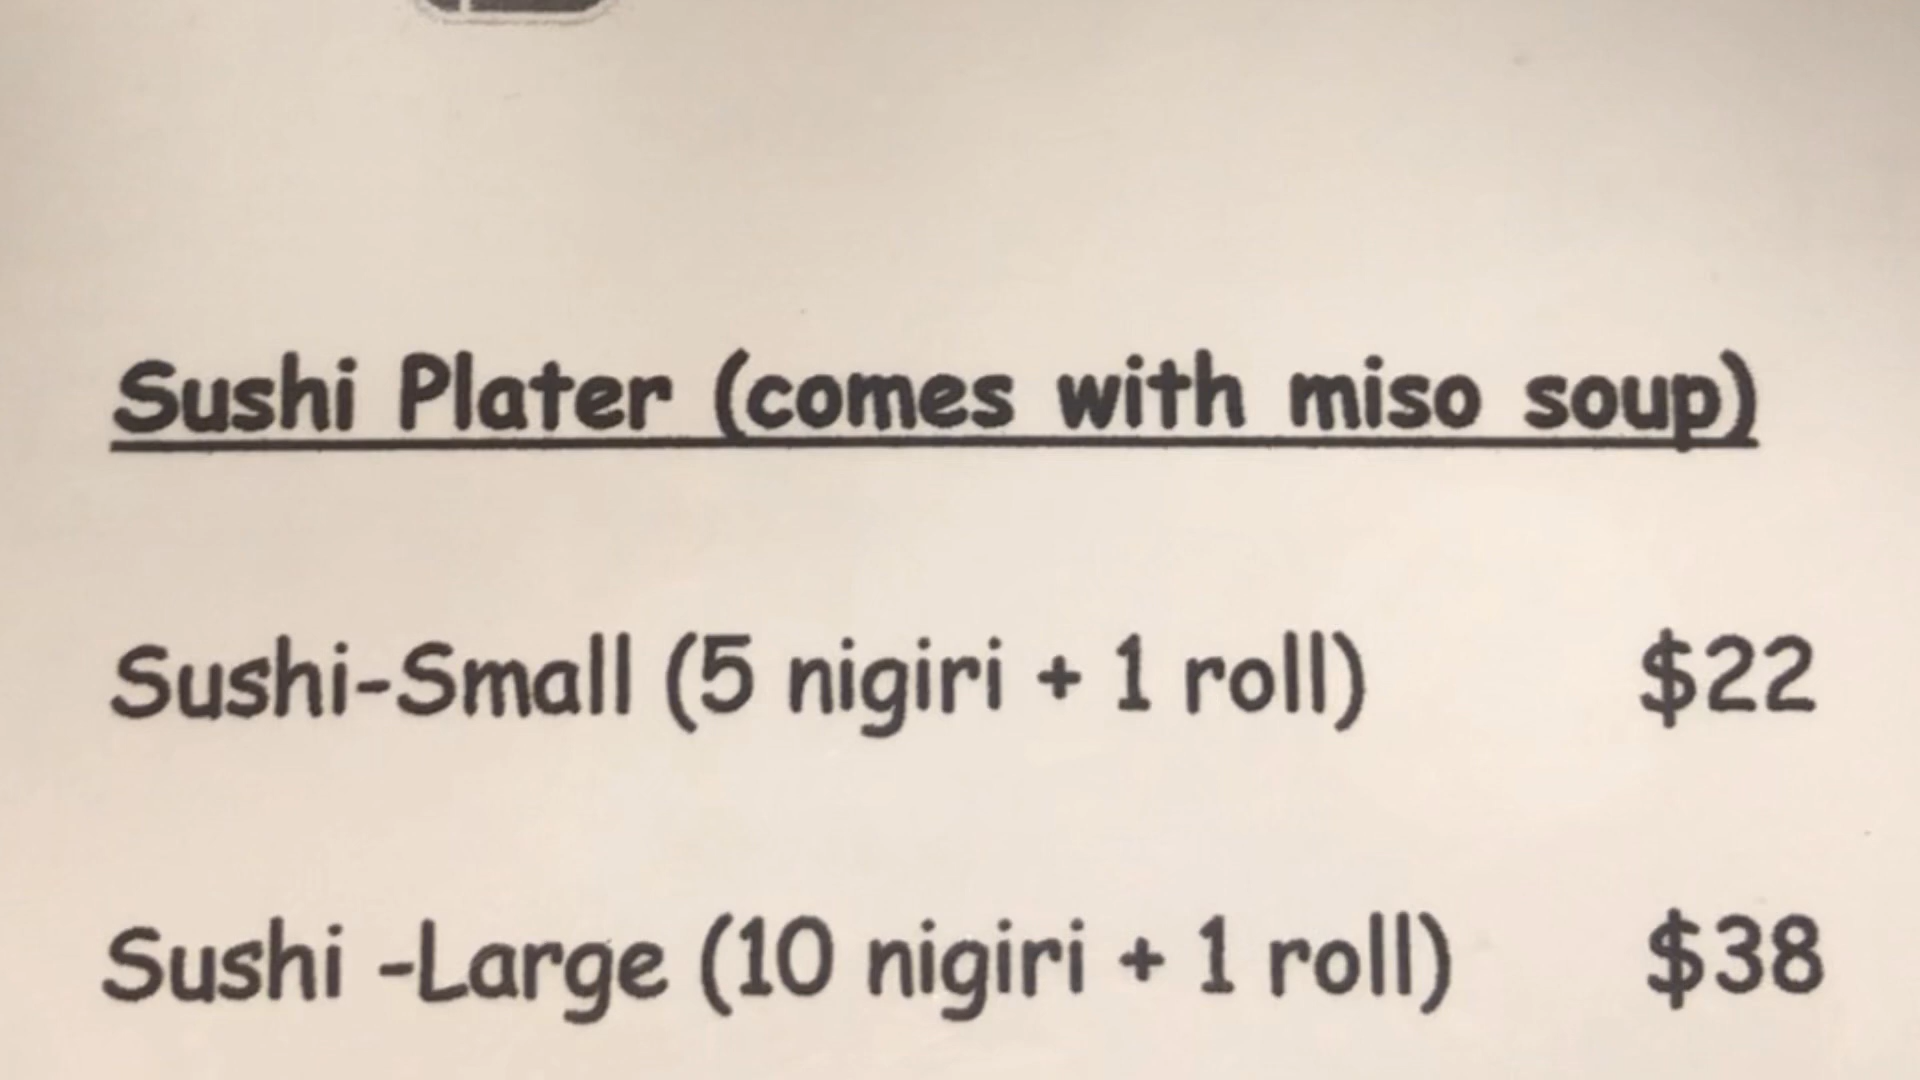 Sushi Plater (comes with miso soup)
Sushi-Small (5 nigiri + 1 roll) $22
Sushi -Large (10 nigiri + 1 roll) $38